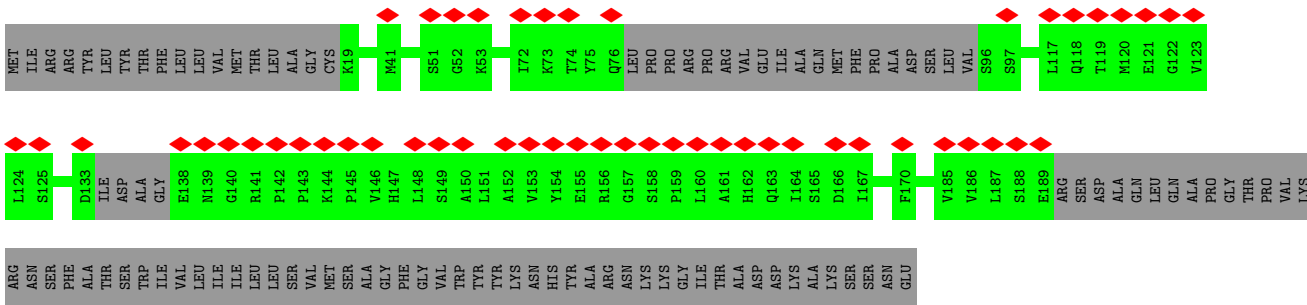 MET ILE ARG ARG TYR LEU TYR THR PHE LEU LEU VAL MET THR LEU ALA GLY CYS K19 M41 S51 G52 K53 I72 K73 T74 Y75 Q76 LEU PRO PRO ARG PRO ARG VAL GLU ILE ALA GLN MET PHE PRO ALA ASP SER LEU VAL S96 S97 L117 Q118 T119 M120 E121 G122 V123
L124 S125 D133 ILE ASP ALA GLY E138 N139 G140 R141 P142 P143 K144 P145 V146 H147 L148 S149 A150 L151 A152 V153 Y154 E155 R156 G157 S158 P159 L160 A161 H162 Q163 I164 S165 D166 I167 F170 V185 V186 L187 S188 E189 ARG SER ASP ALA GLN LEU GLN ALA PRO GLY THR PRO VAL LYS
ARG ASN SER PHE ALA THR SER TRP ILE VAL LEU ILE ILE LEU LEU SER VAL MET SER ALA GLY PHE GLY VAL TRP TYR TYR LYS ASN HIS TYR ALA ARG ASN LYS LYS GLY ILE THR ALA ASP ASP LYS ALA LYS SER SER ASN GLU